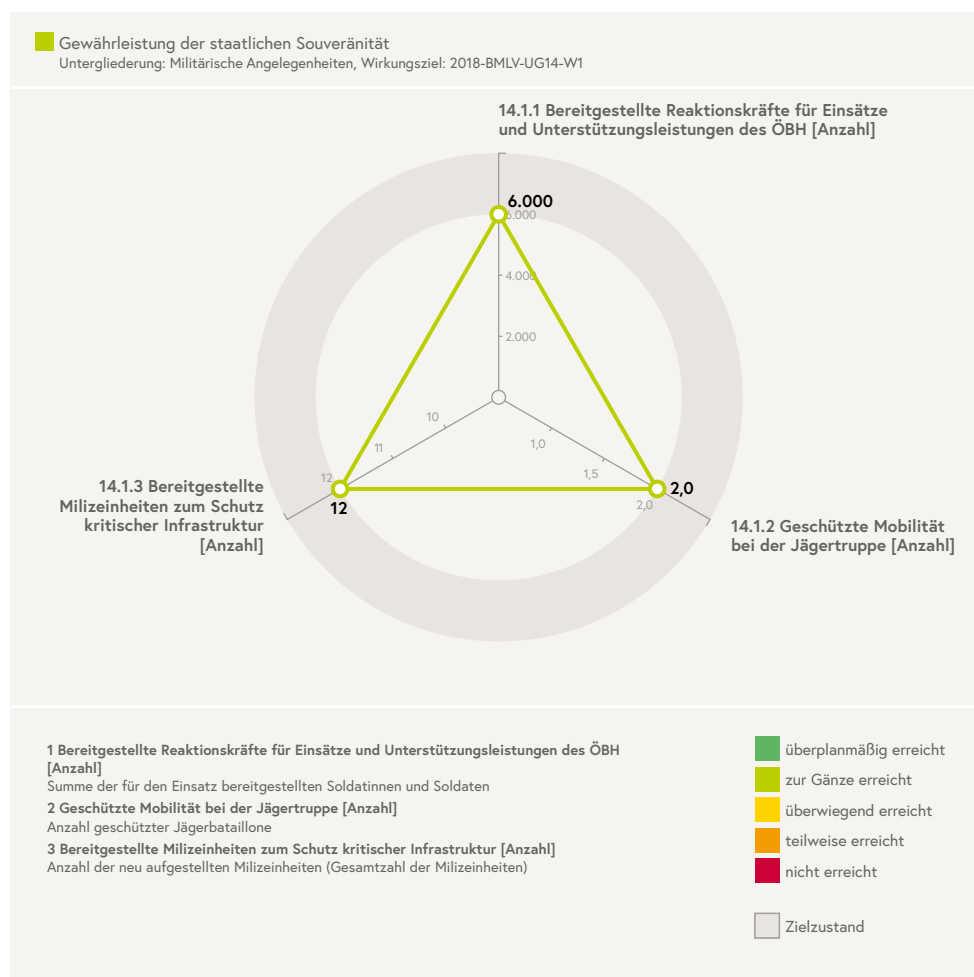 Gewährleistung der staatlichen Souveränität
Untergliederung: Militärische Angelegenheiten, Wirkungsziel: 2018-BMLV-UG14-W1
14.1.1 Bereitgestellte Reaktionskräfte für Einsätze
und Unterstützungsleistungen des ÖBH [Anzahl]
6.000
6.000
4.000
2.000
10
11
12
12
1,0
1,5
2,0
2,0
14.1.3 Bereitgestellte
Milizeinheiten zum Schutz
kritischer Infrastruktur
[Anzahl]
14.1.2 Geschützte Mobilität
bei der Jägertruppe [Anzahl]
1 Bereitgestellte Reaktionskräfte für Einsätze und Unterstützungsleistungen des ÖBH
[Anzahl]
Summe der für den Einsatz bereitgestellten Soldatinnen und Soldaten
2 Geschützte Mobilität bei der Jägertruppe [Anzahl]
Anzahl geschützter Jägerbataillone
3 Bereitgestellte Milizeinheiten zum Schutz kritischer Infrastruktur [Anzahl]
Anzahl der neu aufgestellten Milizeinheiten (Gesamtzahl der Milizeinheiten)
überplanmäßig erreicht
zur Gänze erreicht
überwiegend erreicht
teilweise erreicht
nicht erreicht
Zielzustand